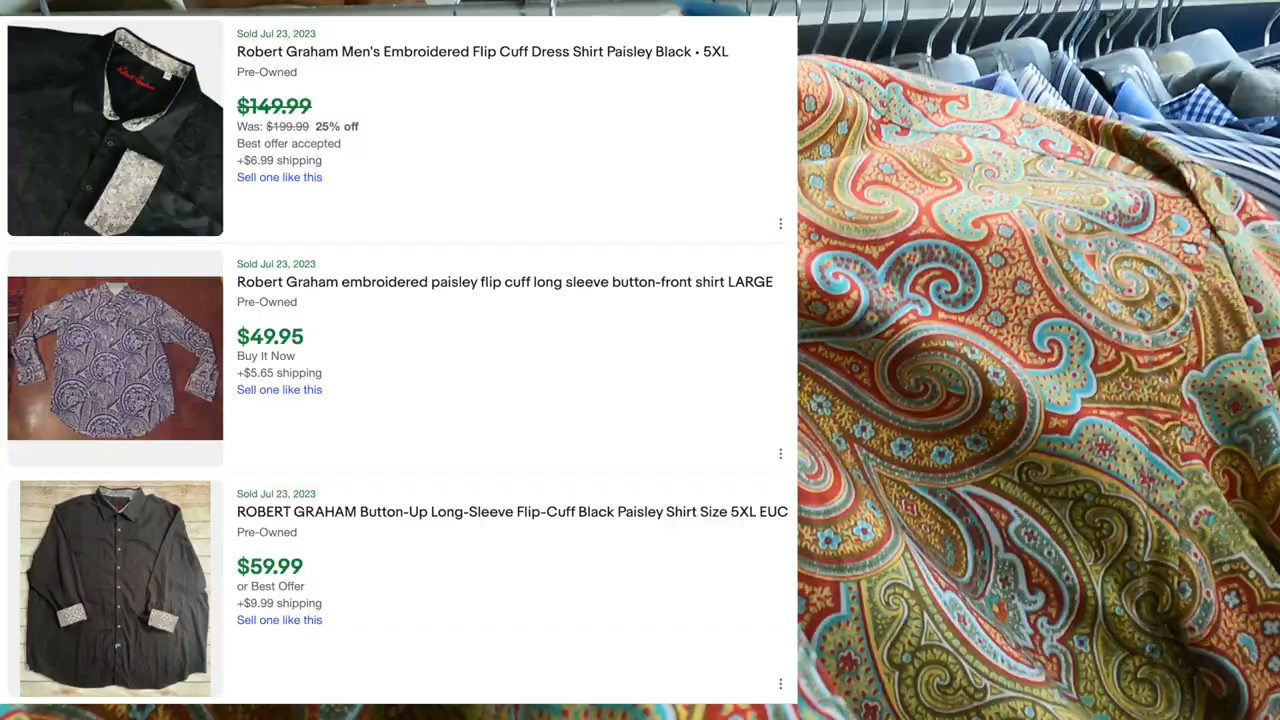 Sold Jul 23, 2023
Robert Graham Men's Embroidered Flip Cuff Dress Shirt Paisley Black • 5XL
Pre-Owned
$149.99
Was: $199.99 25% off
Best offer accepted
+$6.99 shipping
Sell one like this
Robert Graham
Sold Jul 23, 2023
Robert Graham embroidered paisley flip cuff long sleeve button-front shirt LARGE
Pre-Owned
$49.95
Buy It Now
+$5.65 shipping
Sell one like this
Sold Jul 23, 2023
ROBERT GRAHAM Button-Up Long-Sleeve Flip-Cuff Black Paisley Shirt Size 5XL EUC
Pre-Owned
$59.99
or Best Offer
+$9.99 shipping
Sell one like this